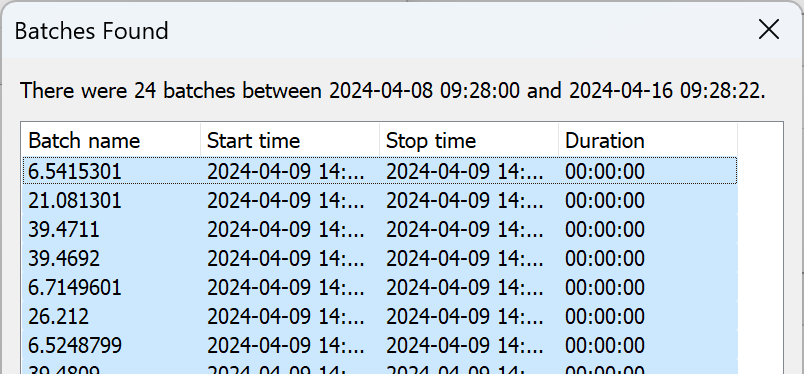 Batches Found
There were 24 batches between 2024-04-08 09:28:00 and 2024-04-16 09:28:22.
Batch name Start time Stop time Duration
6.5415301 2024-04-09 14:... 2024-04-09 14:... 00:00:00
21.081301 2024-04-09 14:... 2024-04-09 14:... 00:00:00
39.4711 2024-04-09 14:... 2024-04-09 14:... 00:00:00
39.4692 2024-04-09 14:... 2024-04-09 14:... 00:00:00
6.7149601 2024-04-09 14:... 2024-04-09 14:... 00:00:00
26.212 2024-04-09 14:... 2024-04-09 14:... 00:00:00
6.5248799 2024-04-09 14:... 2024-04-09 14:... 00:00:00
39.4809 2024-04-09 14:... 2024-04-09 14:... 00:00:00